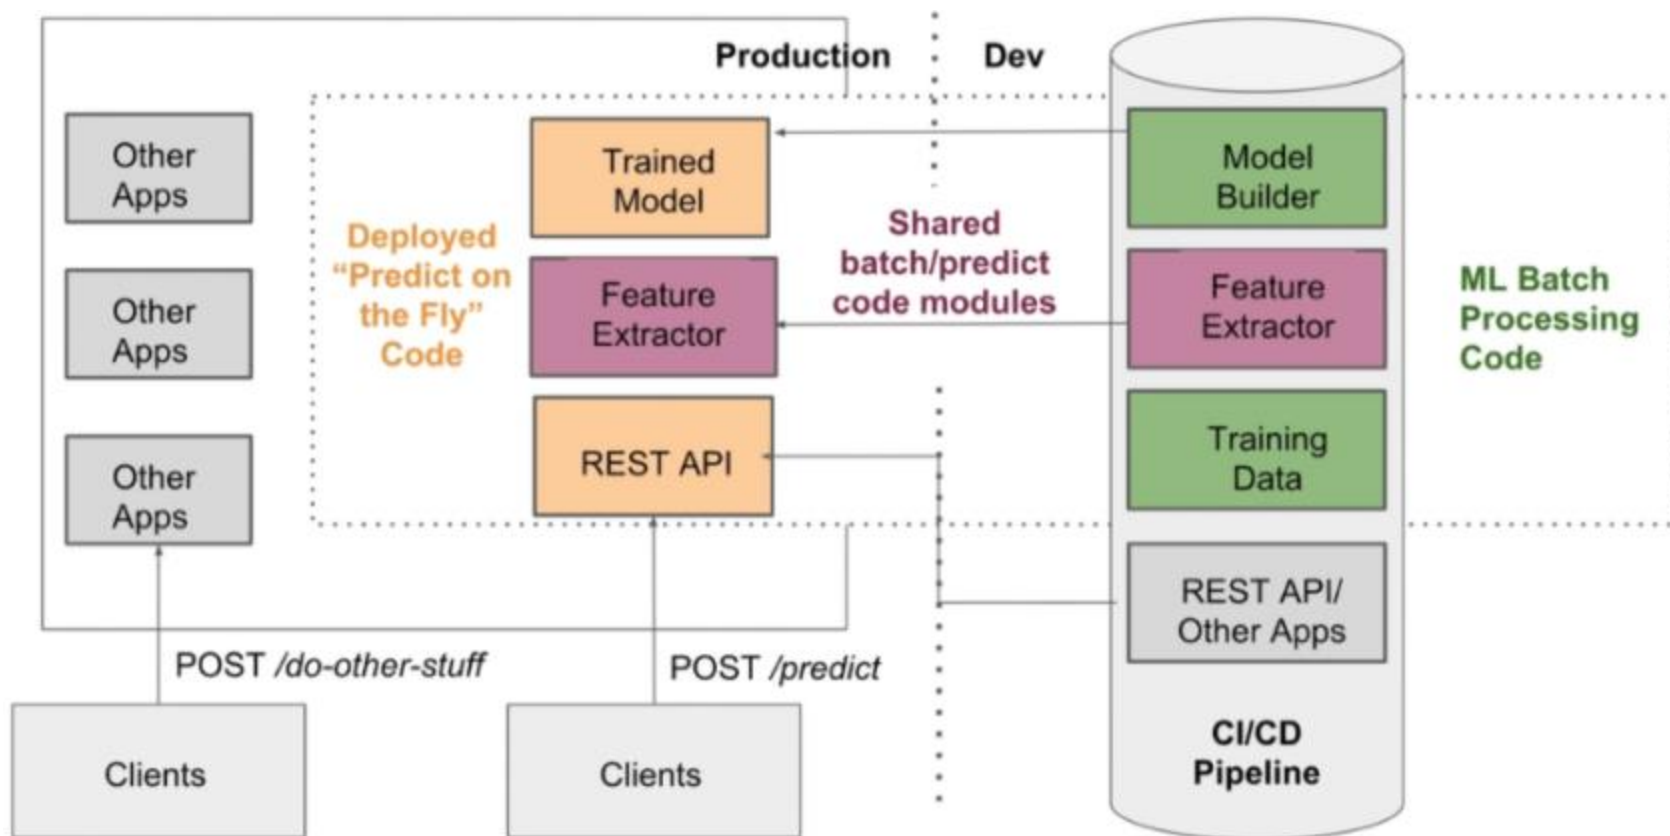 Production
Dev
Other
Apps
Trained
Model
Model
Builder
Deployed
“Predict on
the Fly”
Code
Shared
batch/predict
code modules
Other
Apps
Feature
Extractor
Feature
Extractor
ML Batch
Processing
Code
Other
Apps
REST API
Training
Data
REST API/
Other Apps
POST /do-other-stuff
POST /predict
Clients
Clients
CI/CD
Pipeline